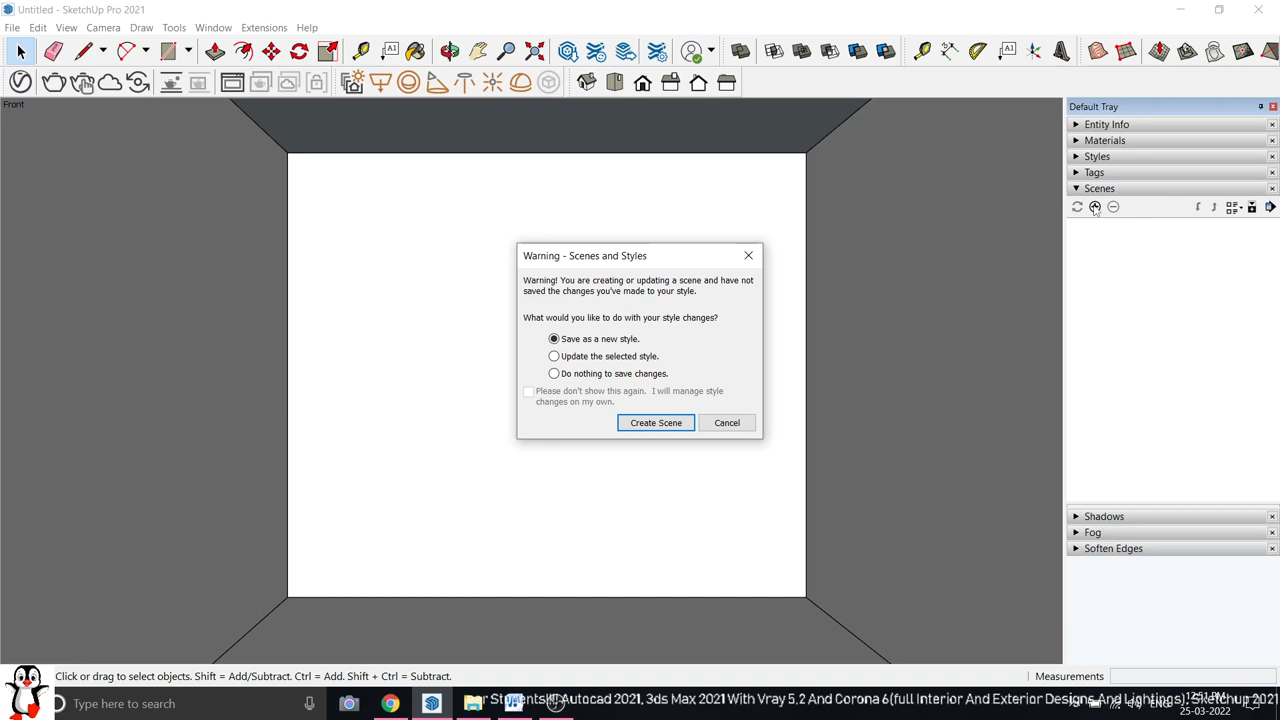 Untitled - SketchUp Pro 2021
File Edit View Camera Draw Tools Window Extensions Help
Front
Default Tray
Entity Info
Materials
Styles
Tags
Scenes
Warning - Scenes and Styles
Warning! You are creating or updating a scene and have not
saved the changes you've made to your style.
What would you like to do with your style changes?
Save as a new style.
Update the selected style.
Do nothing to save changes.
Please don't show this again. I will manage style
changes on my own.
Create Scene Cancel
Shadows
Fog
Soften Edges
Click or drag to select objects. Shift = Add/Subtract. Ctrl = Add. Shift + Ctrl = Subtract.
Measurements
Type here to search
Students!! Autocad 2021, 3ds Max 2021 With Vray 5.2 And Corona 6(full Interior And Exterior Designs And Lightings), Sketchup 2021
12:51 PM
25-03-2022